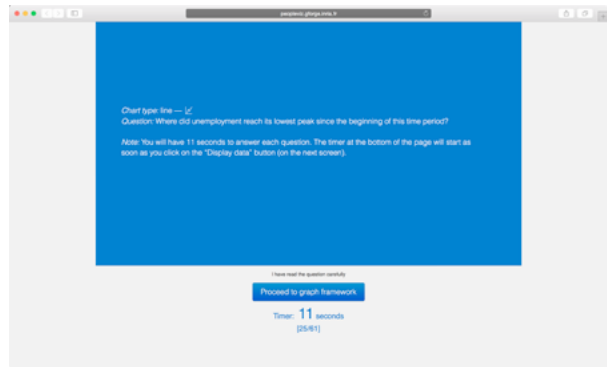 peopleviz.gforge.inria.fr
Chart type: line —
Question: Where did unemployment reach its lowest peak since the beginning of this time period?
Note: You will have 11 seconds to answer each question. The timer at the bottom of the page will start as
soon as you click on the "Display data" button (on the next screen).
I have read the question carefully
Proceed to graph framework
Timer: 11 seconds
[25/61]